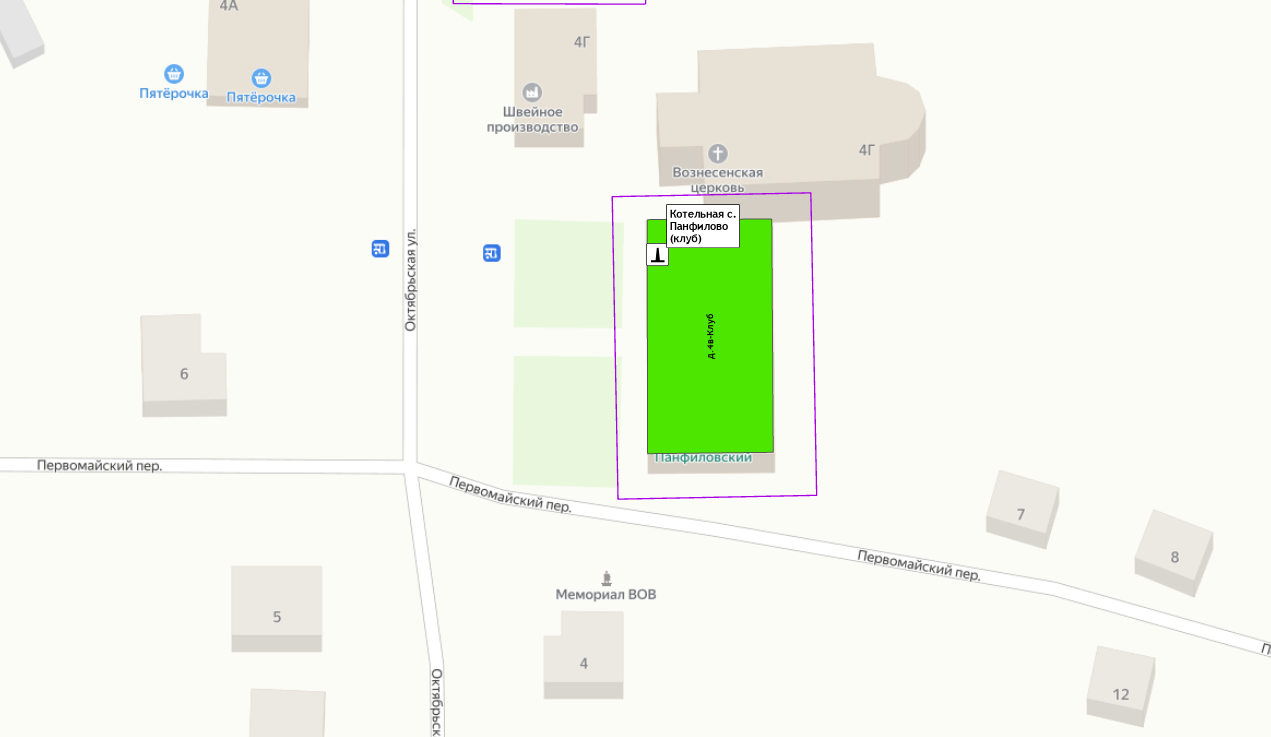 4А
4Г
Пятёрочка
Пятёрочка
Швейное
производство
4Г
Вознесенская
церковь
Котельная с.
Панфилово
(клуб)
Октябрьская ул.
д.4в-Клуб
6
Панфиловский
Первомайский пер.
Первомайский пер.
7
8
Первомайский пер.
Мемориал ВОВ
5
4
П
Октябрьск
12